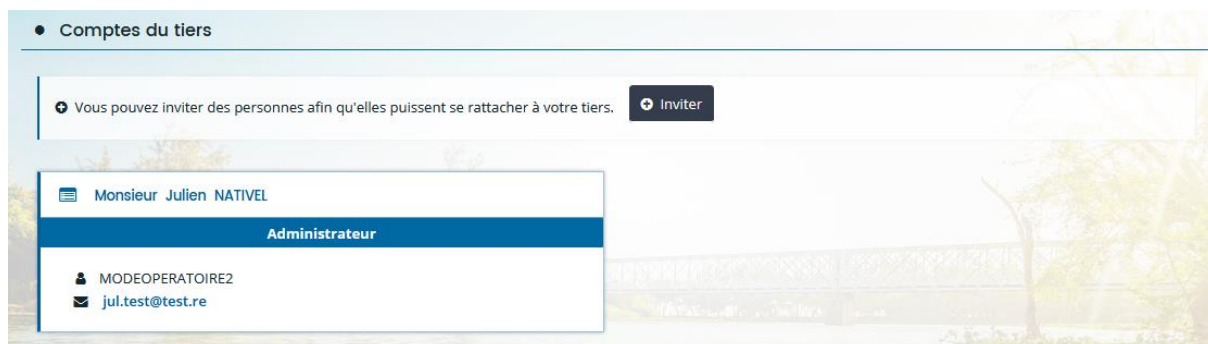 Comptes du tiers
Vous pouvez inviter des personnes afin qu'elles puissent se rattacher à votre tiers. Inviter
Monsieur Julien NATIVEL
Administrateur
MODEOPERATOIRE2
jul.test@test.re